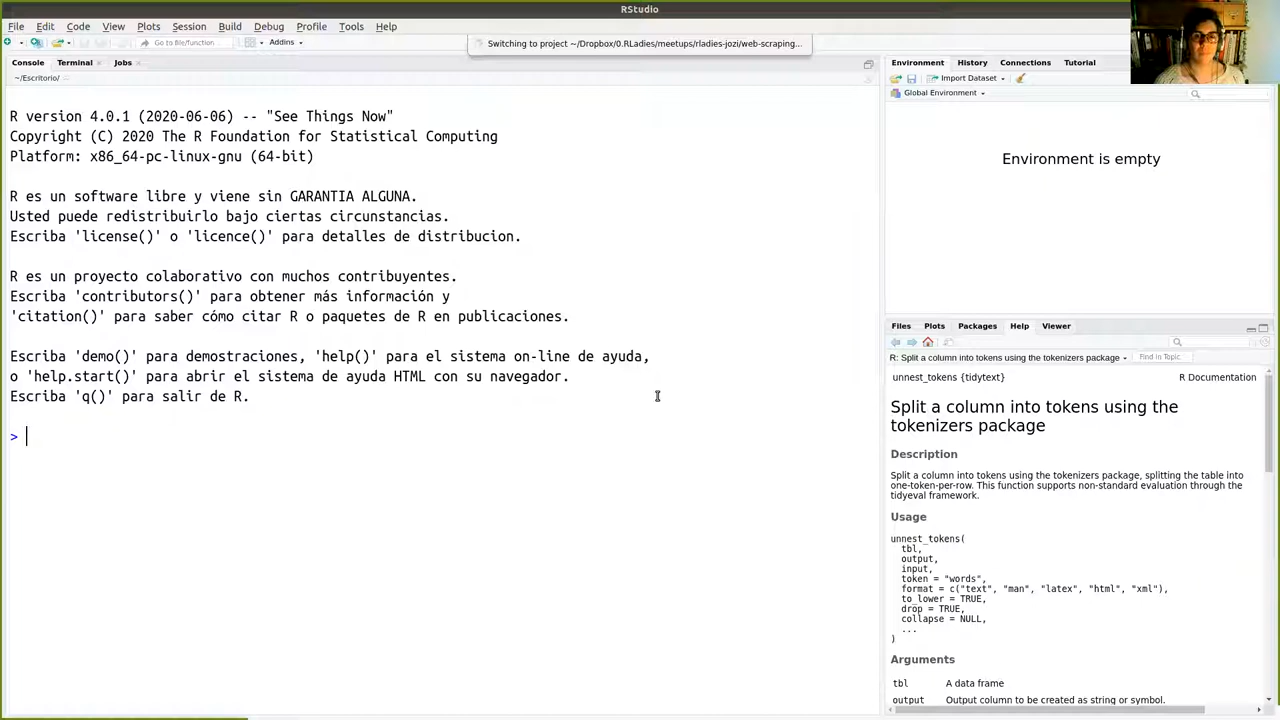 RStudio
File Edit Code View Plots Session Build Debug Profile Tools Help
Go to file/function
Addins
Switching to project ~/Dropbox/0.RLadies/meetups/rladies-jozi/web-scraping...
Console Terminal Jobs
~/Escritorio/
R version 4.0.1 (2020-06-06) -- "See Things Now"
Copyright (C) 2020 The R Foundation for Statistical Computing
Platform: x86_64-pc-linux-gnu (64-bit)
R es un software libre y viene sin GARANTIA ALGUNA.
Usted puede redistribuirlo bajo ciertas circunstancias.
Escriba 'license()' o 'licence()' para detalles de distribucion.
R es un proyecto colaborativo con muchos contribuyentes.
Escriba 'contributors()' para obtener más información y
'citation()' para saber cómo citar R o paquetes de R en publicaciones.
Escriba 'demo()' para demostraciones, 'help()' para el sistema on-line de ayuda,
o 'help.start()' para abrir el sistema de ayuda HTML con su navegador.
Escriba 'q()' para salir de R.
>
Environment History Connections Tutorial
Import Dataset
Global Environment
Environment is empty
Files Plots Packages Help Viewer
R: Split a column into tokens using the tokenizers package
Find in Topic
unnest_tokens {tidytext}
R Documentation
Split a column into tokens using the
tokenizers package
Description
Split a column into tokens using the tokenizers package, splitting the table into
one-token-per-row. This function supports non-standard evaluation through the
tidyeval framework.
Usage
unnest_tokens(
tbl,
output,
input,
token = "words",
format = c("text", "man", "latex", "html", "xml"),
to_lower = TRUE,
drop = TRUE,
collapse = NULL,
...
)
Arguments
tbl A data frame
output Output column to be created as string or symbol.